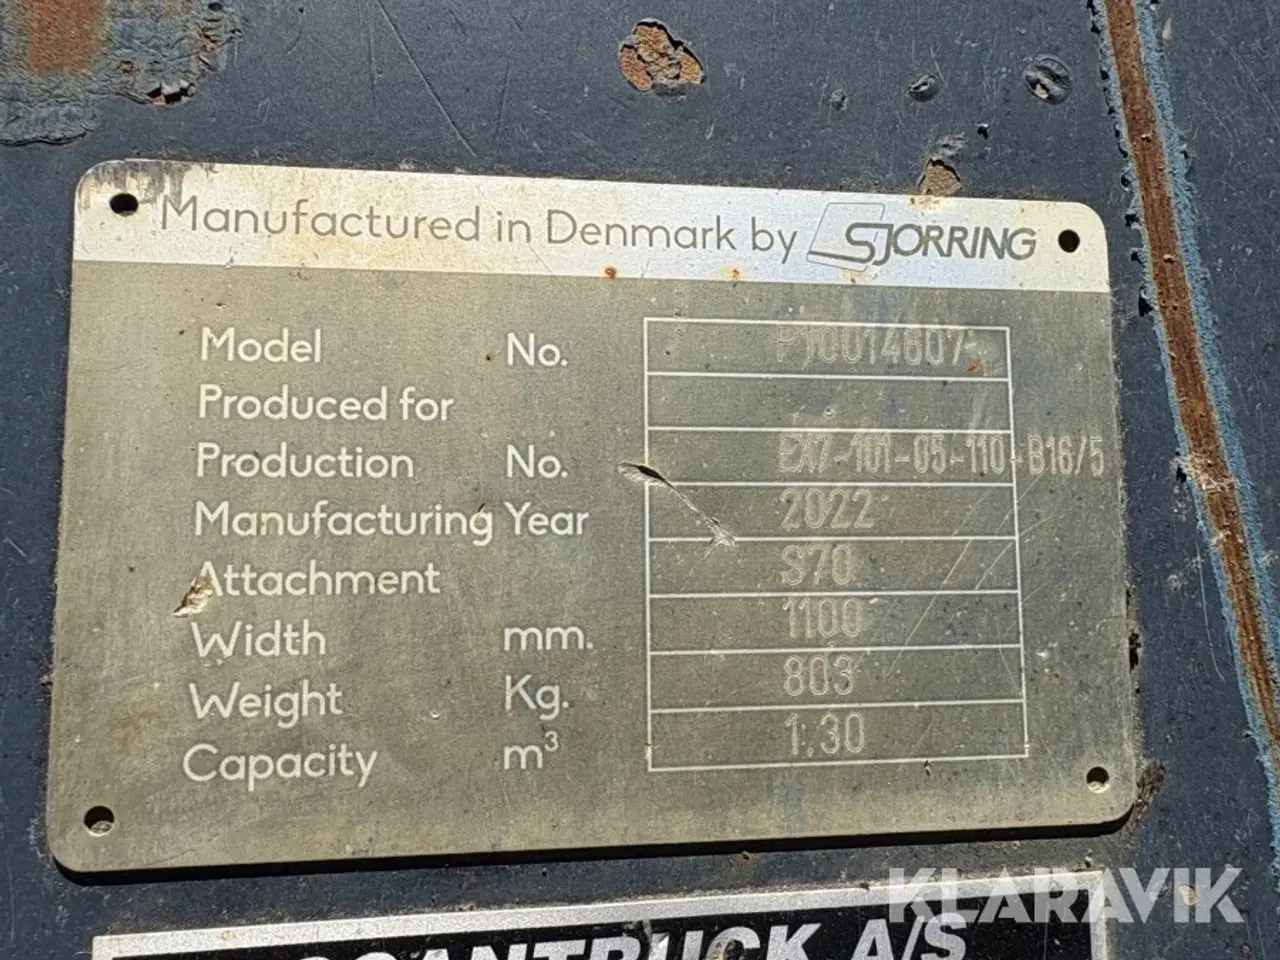 Manufactured in Denmark by SJØRRING
Model No. P10014607
Produced for
Production No. EX7-101-05-110-B16/5
Manufacturing Year 2022
Attachment S70
Width mm. 1100
Weight Kg. 803
Capacity m³ 1.30
KLARAVIK
A/S